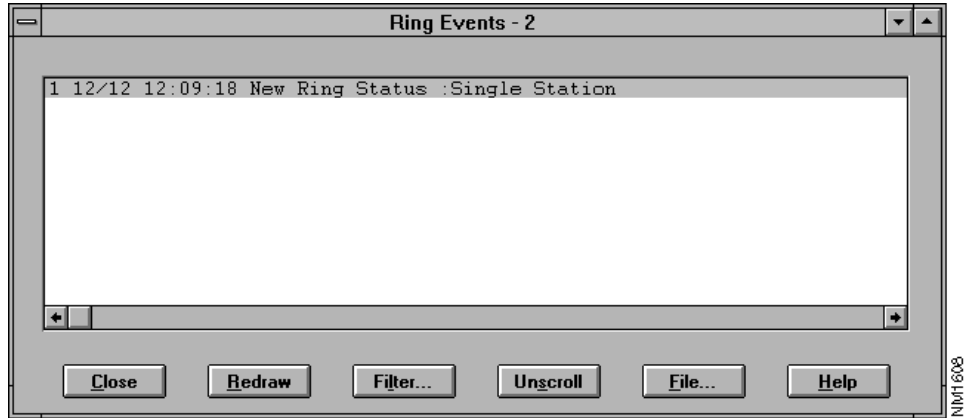 Ring Events - 2
1 12/12 12:09:18 New Ring Status :Single Station
Close Redraw Filter... Unscroll File... Help
NM1608